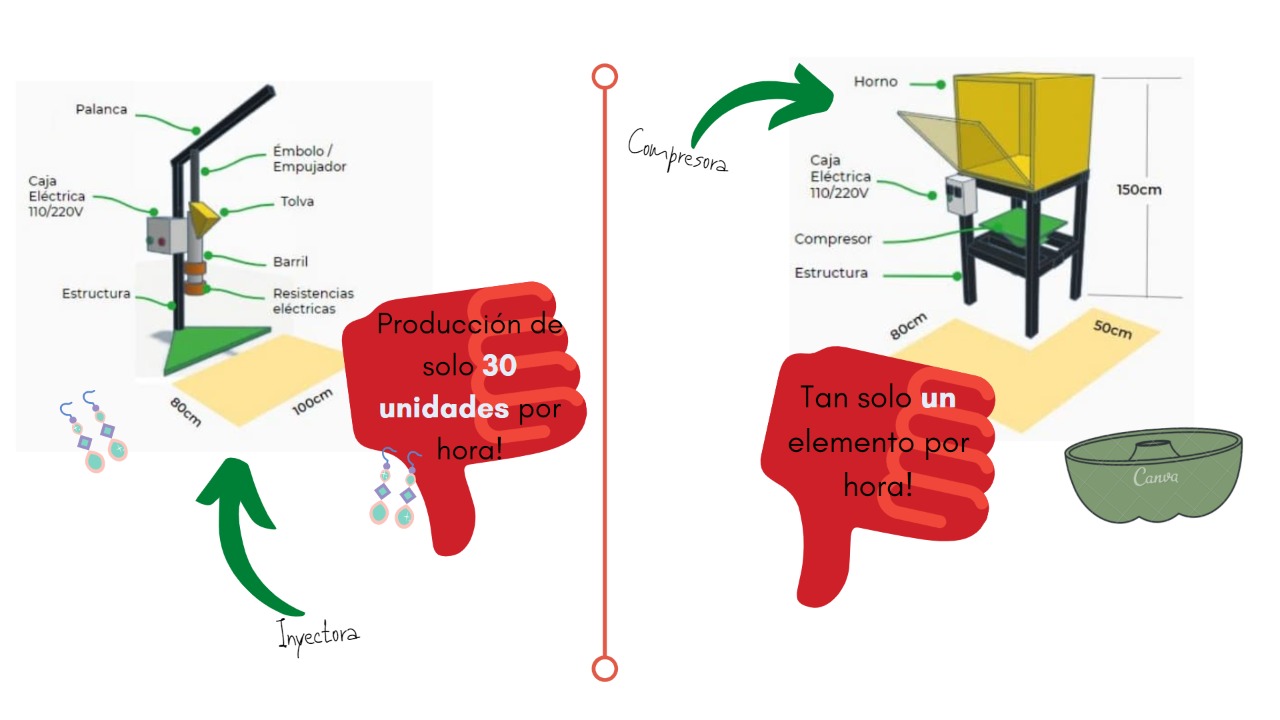 Palanca
Émbolo /
Empujador
Caja
Eléctrica
110/220V
Tolva
Barril
Estructura
Resistencias
eléctricas
80cm
100cm
Producción de
solo 30
unidades por
hora!
Inyectora
Compresora
Horno
Caja
Eléctrica
110/220V
150cm
Compresor
Estructura
80cm
50cm
Tan solo un
elemento por
hora!
Canva